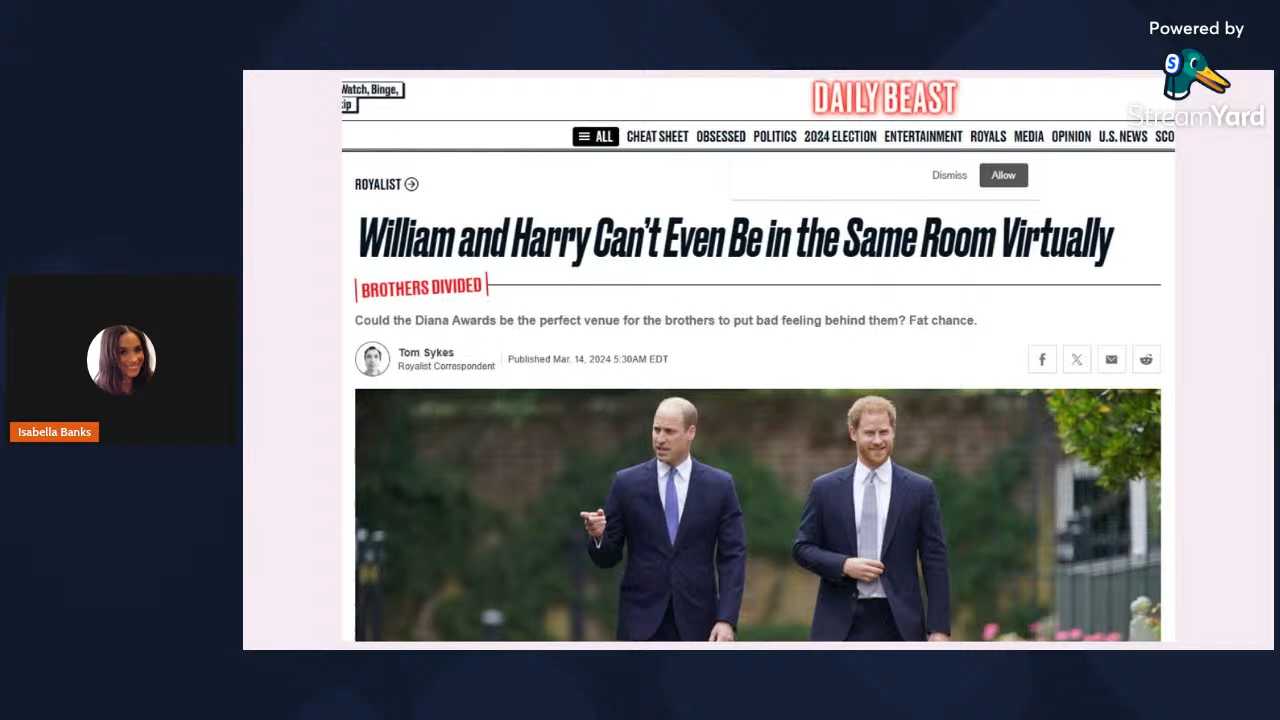 Powered by
S
StreamYard
Watch, Binge,
kip
DAILY BEAST
ALL CHEAT SHEET OBSESSED POLITICS 2024 ELECTION ENTERTAINMENT ROYALS MEDIA OPINION U.S. NEWS SCO
Dismiss Allow
ROYALIST
William and Harry Can't Even Be in the Same Room Virtually
BROTHERS DIVIDED
Could the Diana Awards be the perfect venue for the brothers to put bad feeling behind them? Fat chance.
Tom Sykes
Royalist Correspondent
Published Mar. 14, 2024 5:30AM EDT
Isabella Banks